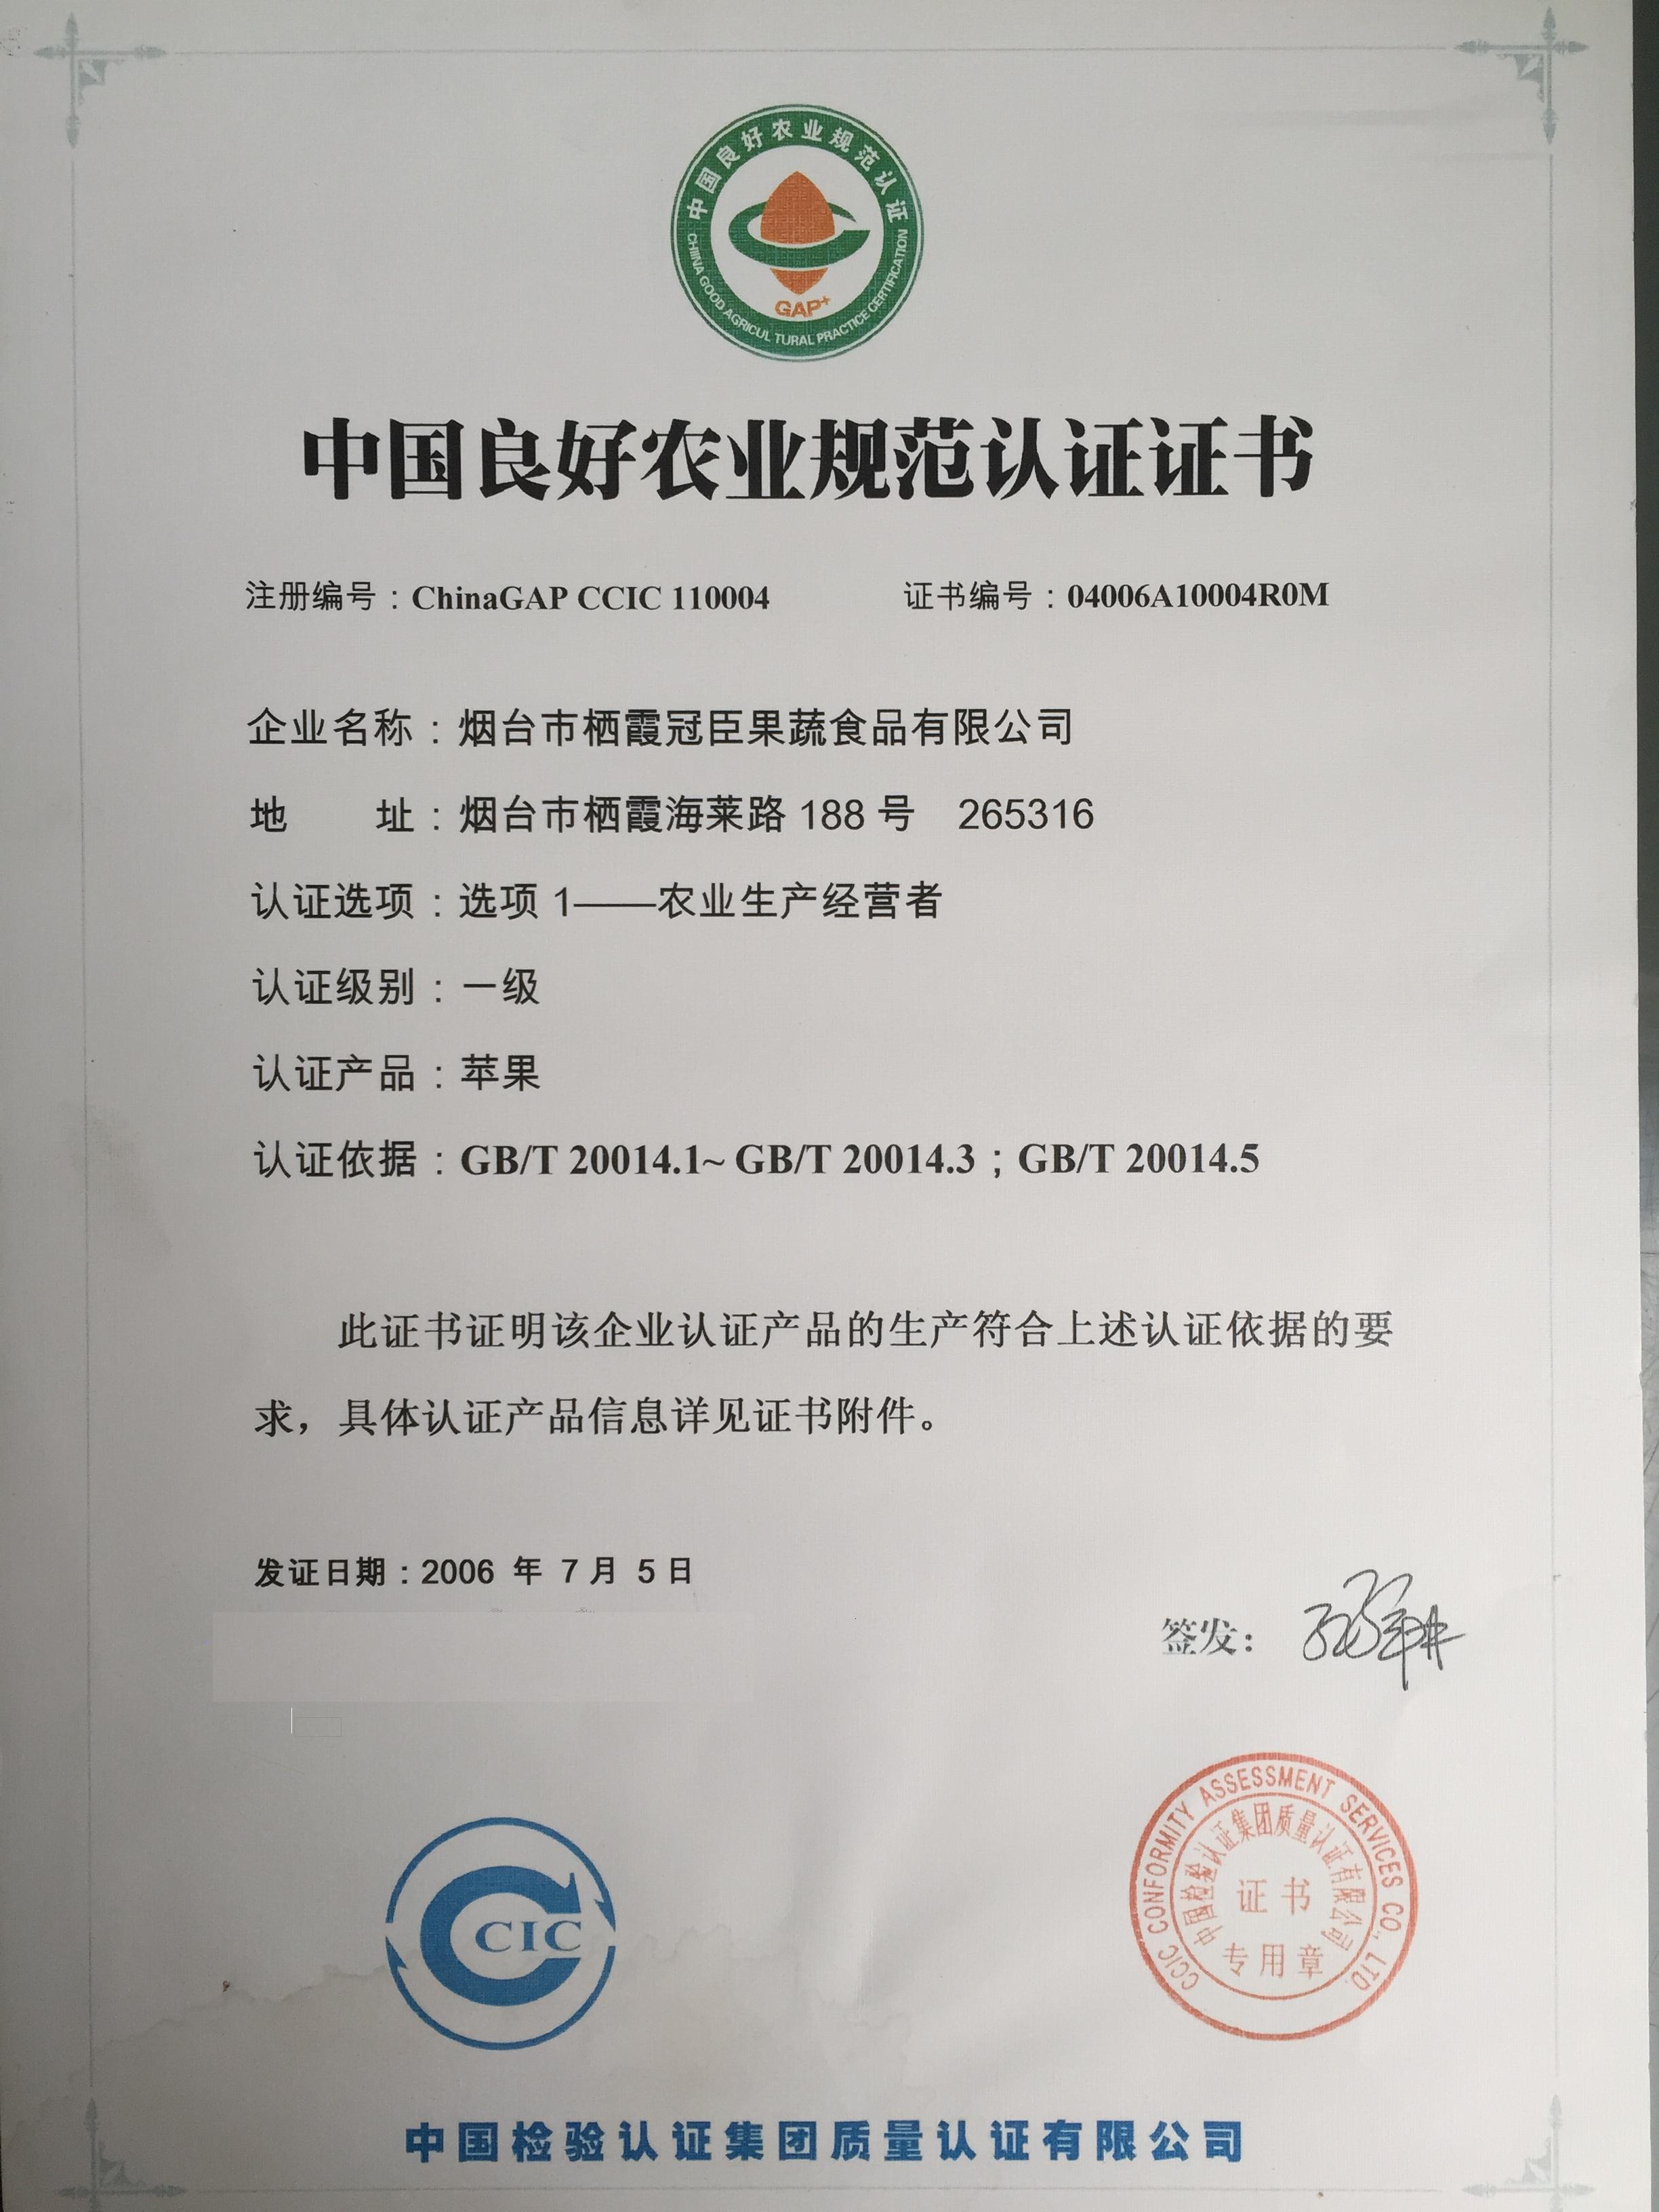 中国良好农业规范认证
CHINA GOOD AGRICUL TURAL PRACTICE CERTIFICATION
GAP+
中国良好农业规范认证证书
注册编号：ChinaGAP CCIC 110004 证书编号：04006A10004R0M
企业名称：烟台市栖霞冠臣果蔬食品有限公司
地 址：烟台市栖霞海莱路 188 号 265316
认证选项：选项 1——农业生产经营者
认证级别：一级
认证产品：苹果
认证依据：GB/T 20014.1~ GB/T 20014.3；GB/T 20014.5
此证书证明该企业认证产品的生产符合上述认证依据的要
求，具体认证产品信息详见证书附件。
发证日期：2006 年 7 月 5 日
签发：
CCIC CONFORMITY ASSESSMENT SERVICES CO., LTD.
中国检验认证集团质量认证有限公司
证书
专用章
CCIC
中国检验认证集团质量认证有限公司